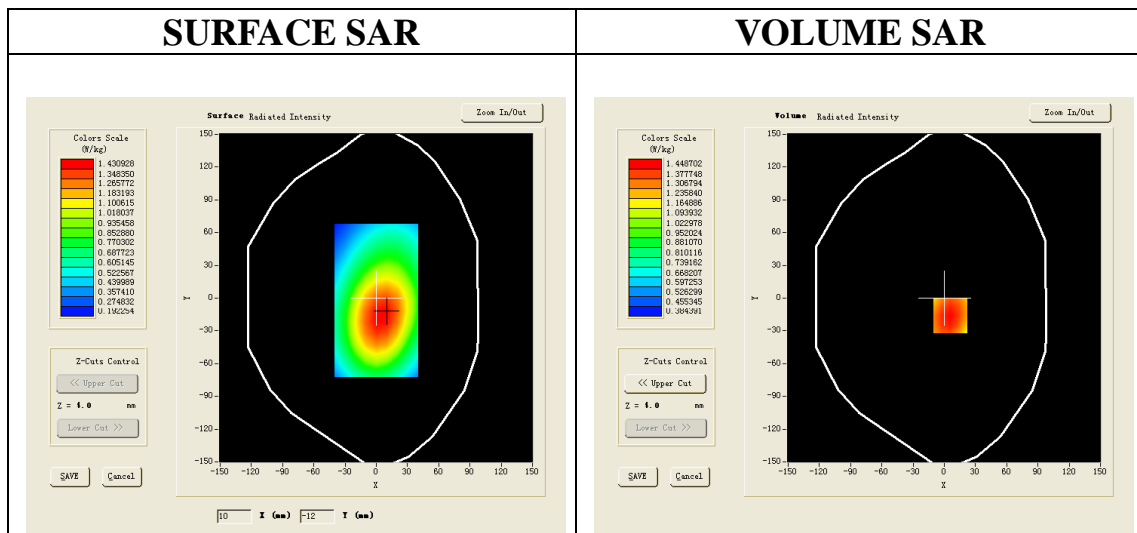 SURFACE SAR
VOLUME SAR
Surface Radiated Intensity
Zoom In/Out
Colors Scale
(W/kg)
1.430928
1.348350
1.265772
1.183193
1.100615
1.018037
0.935458
0.852880
0.770302
0.687723
0.605145
0.522567
0.439989
0.357410
0.274832
0.192254
150
120
90
60
30
0
-30
-60
-90
-120
-150
Y
-150 -120 -90 -60 -30 0 30 60 90 120 150
X
Z-Cuts Control
<< Upper Cut
Z = 4.0 mm
Lower Cut >>
SAVE Cancel
10 X (mm) -12 Y (mm)
Volume Radiated Intensity
Zoom In/Out
Colors Scale
(W/kg)
1.448702
1.377748
1.306794
1.235840
1.164886
1.093932
1.022978
0.952024
0.881070
0.810116
0.739162
0.668207
0.597253
0.526299
0.455345
0.384391
150
120
90
60
30
0
-30
-60
-90
-120
-150
Y
-150 -120 -90 -60 -30 0 30 60 90 120 150
X
Z-Cuts Control
<< Upper Cut
Z = 4.0 mm
Lower Cut >>
SAVE Cancel